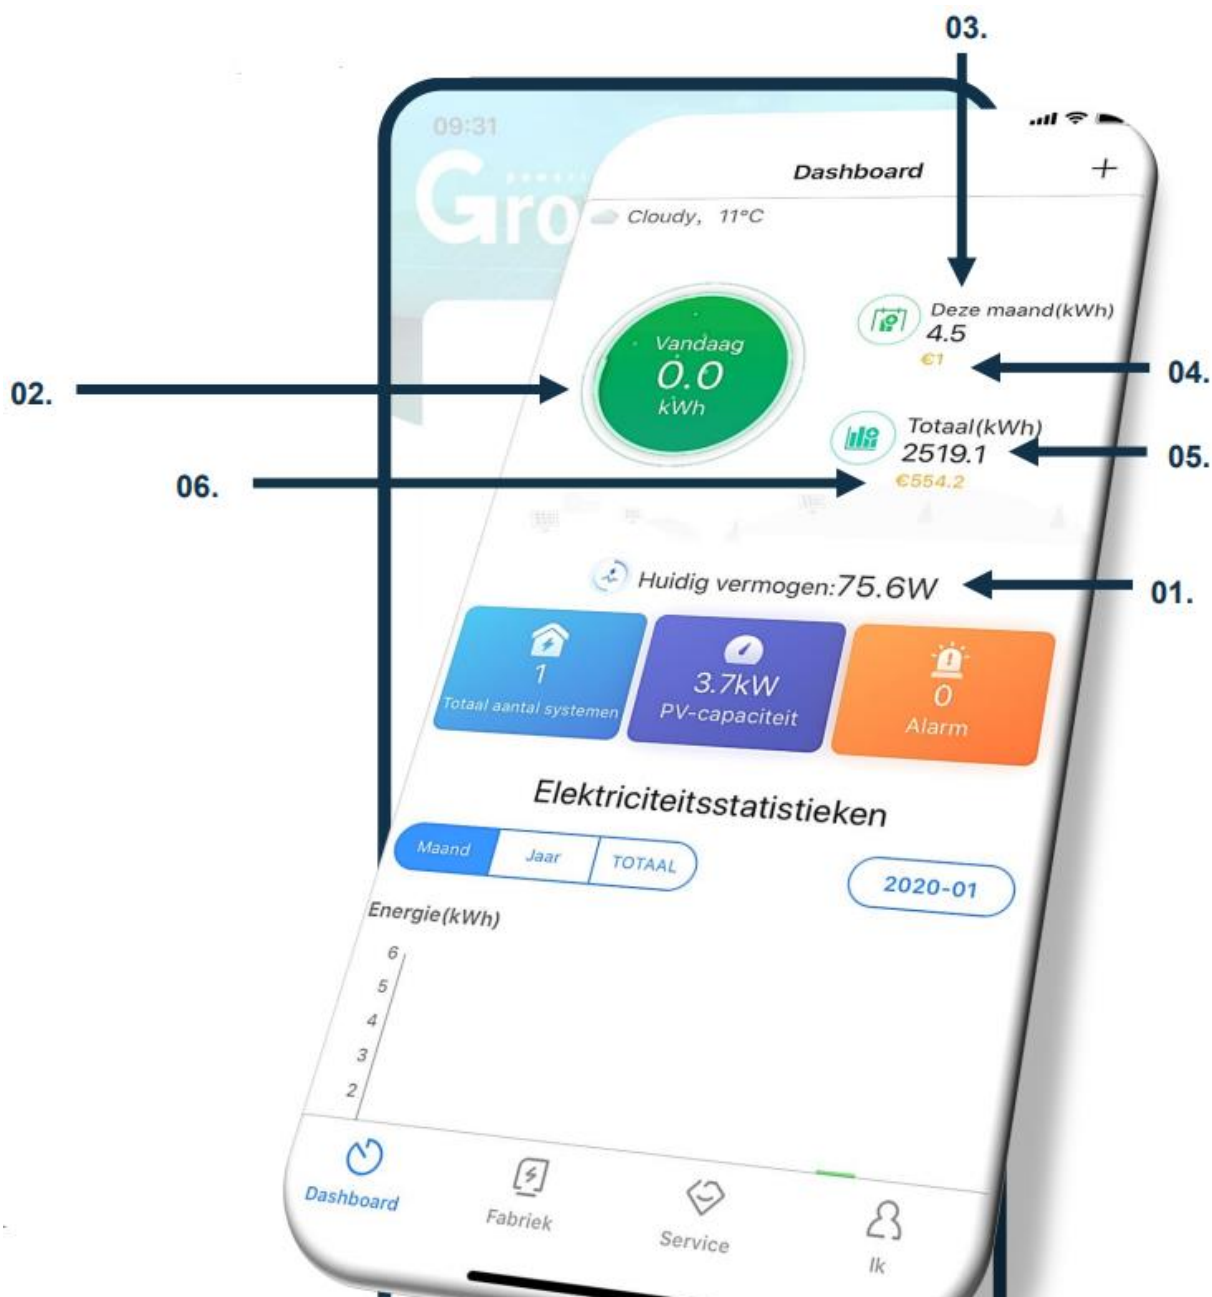 03.
09:31
Gro
Dashboard +
Cloudy, 11°C
Deze maand(kWh)
4.5
€1
04.
Vandaag
0.0
kWh
02.
Totaal(kWh)
2519.1
05.
€554.2
06.
Huidig vermogen:75.6W
01.
1
Totaal aantal systemen
3.7kW
PV-capaciteit
0
Alarm
Elektriciteitsstatistieken
Maand Jaar TOTAAL
2020-01
Energie(kWh)
6
5
4
3
2
Dashboard
Fabriek
Service
Ik